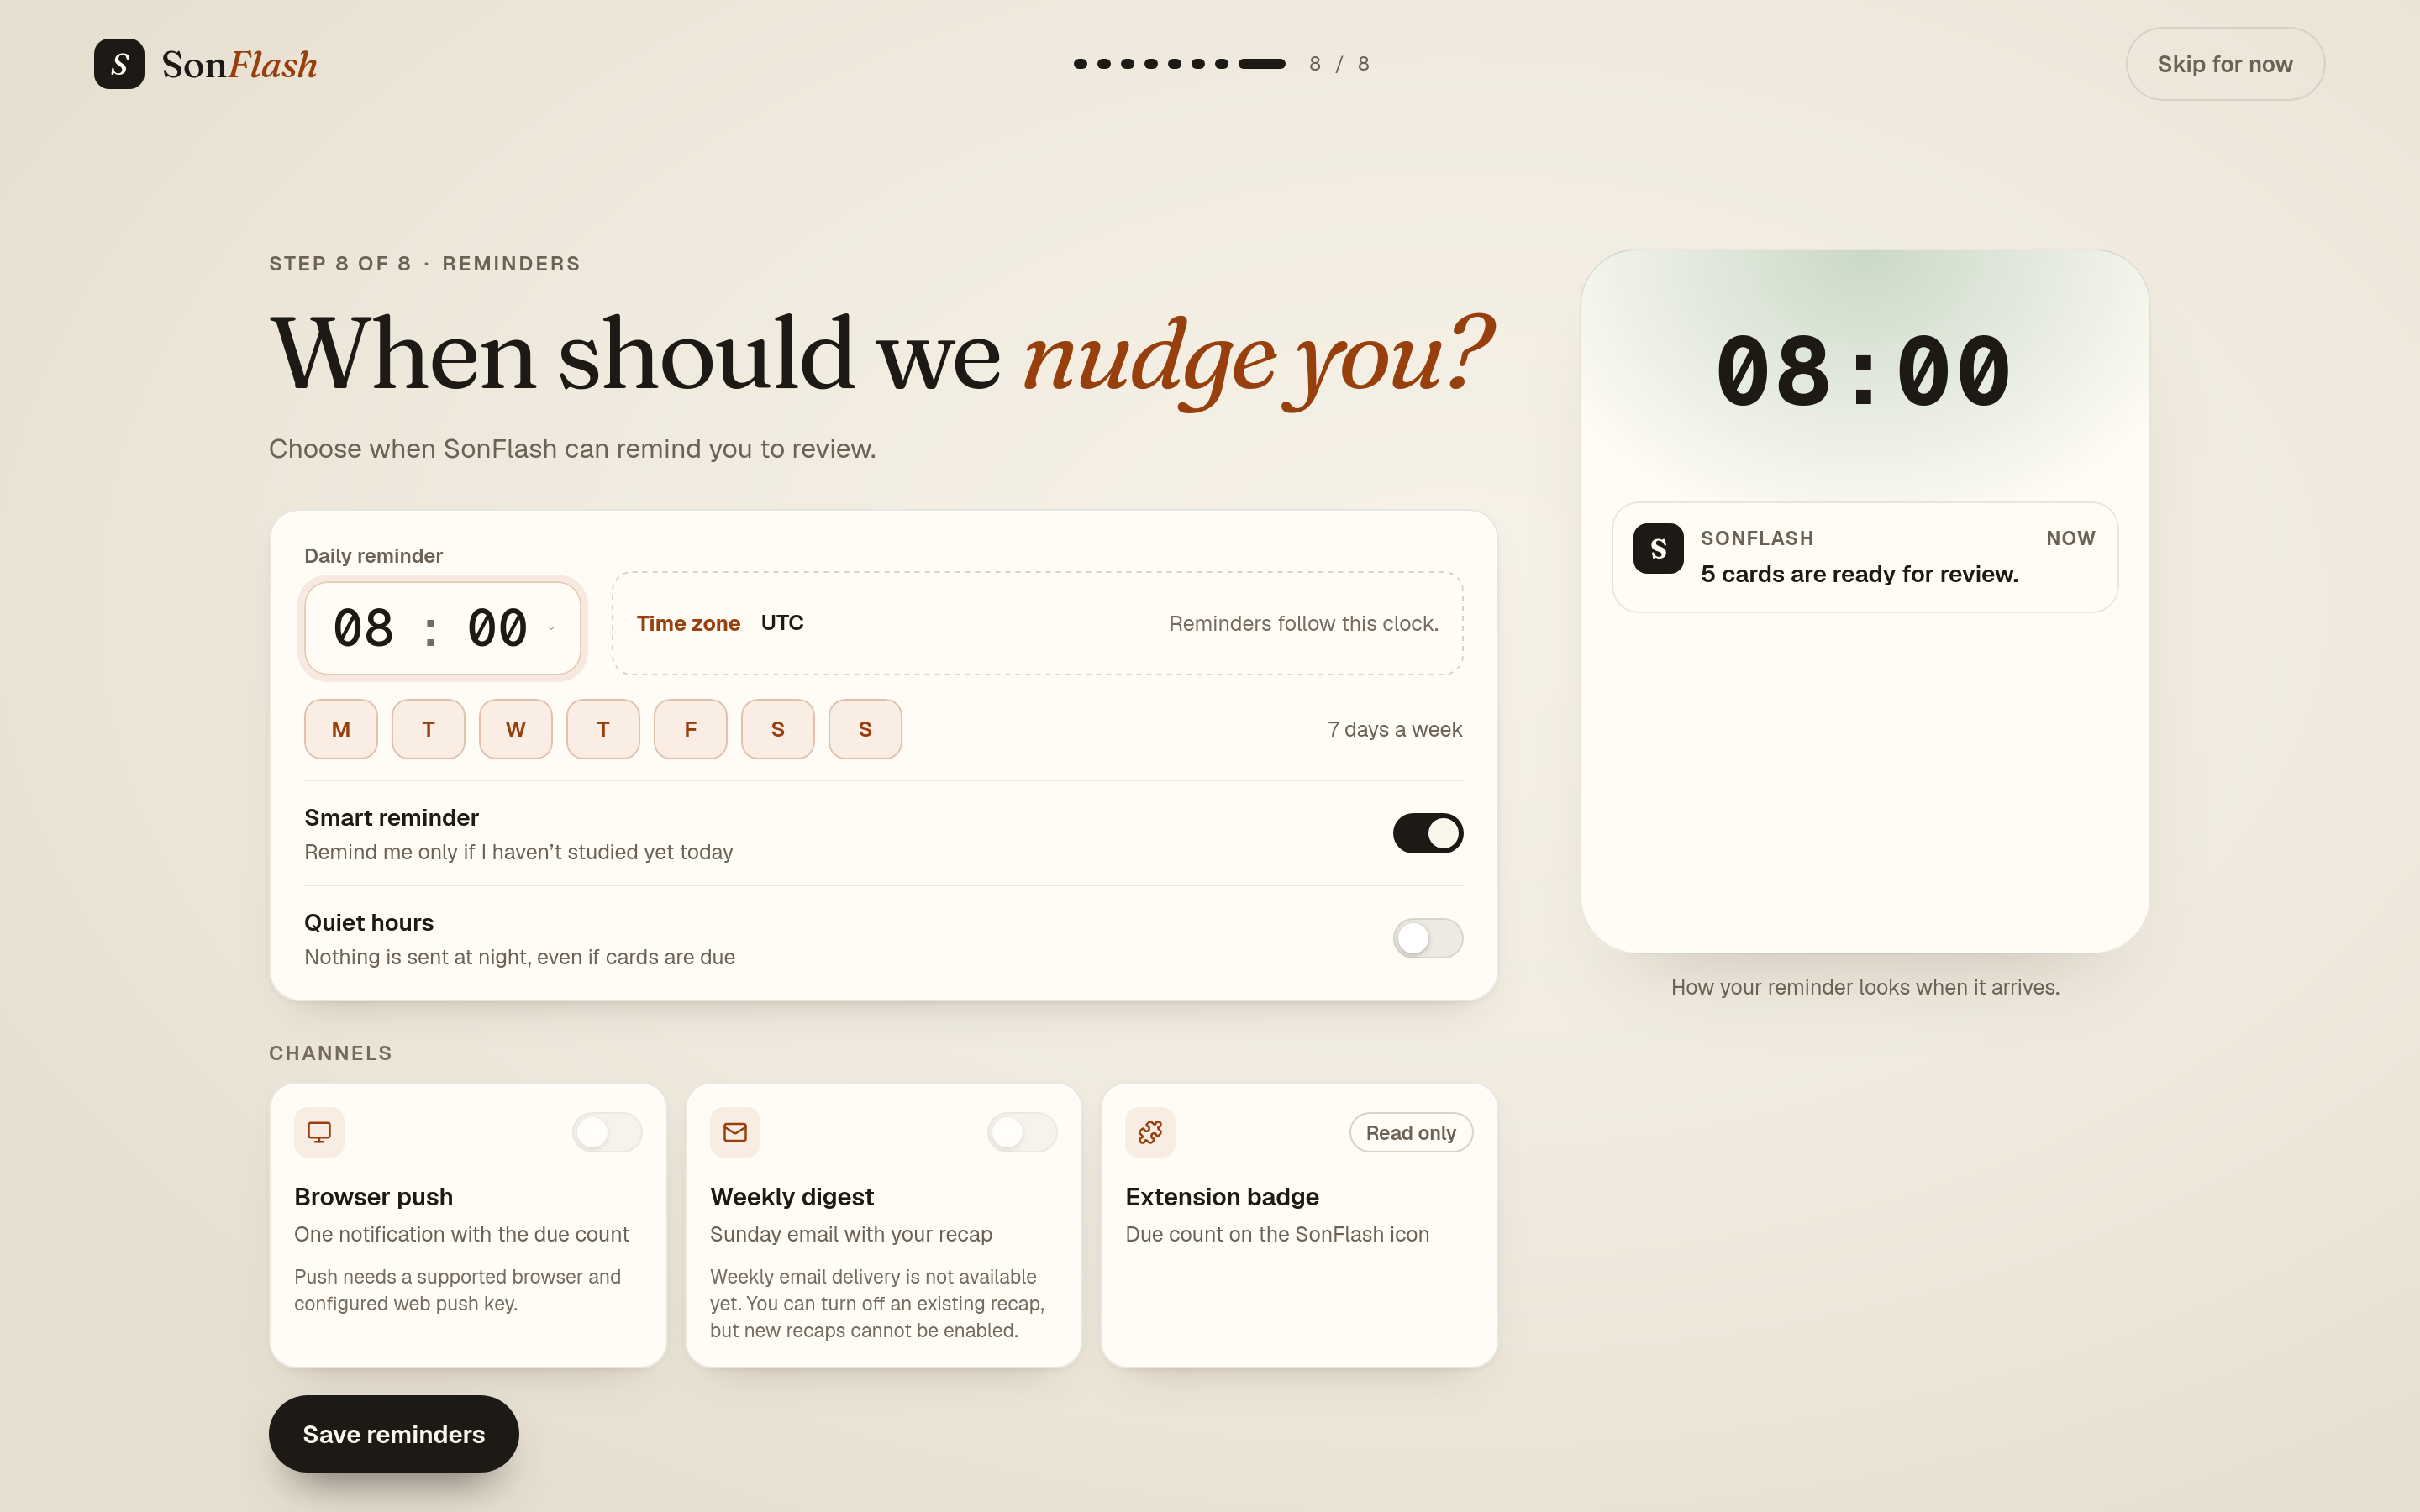 S SonFlash
8 / 8
Skip for now
STEP 8 OF 8 · REMINDERS
When should we nudge you?
Choose when SonFlash can remind you to review.
Daily reminder
08 : 00
Time zone UTC
Reminders follow this clock.
M T W T F S S
7 days a week
Smart reminder
Remind me only if I haven’t studied yet today
Quiet hours
Nothing is sent at night, even if cards are due
08:00
S
SONFLASH
NOW
5 cards are ready for review.
How your reminder looks when it arrives.
CHANNELS
Browser push
One notification with the due count
Push needs a supported browser and
configured web push key.
Weekly digest
Sunday email with your recap
Weekly email delivery is not available
yet. You can turn off an existing recap,
but new recaps cannot be enabled.
Read only
Extension badge
Due count on the SonFlash icon
Save reminders